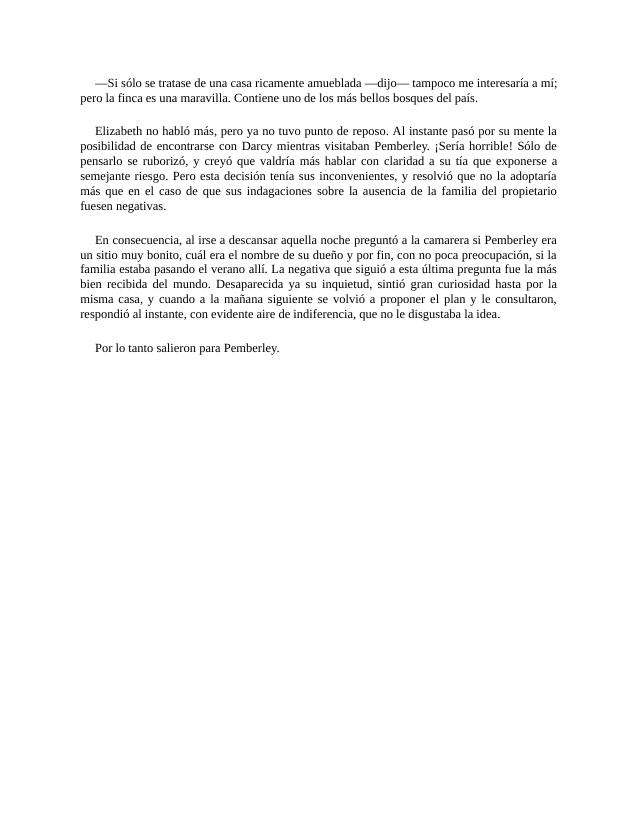 —Si sólo se tratase de una casa ricamente amueblada —dijo— tampoco me interesaría a mí;
pero la finca es una maravilla. Contiene uno de los más bellos bosques del país.
Elizabeth no habló más, pero ya no tuvo punto de reposo. Al instante pasó por su mente la
posibilidad de encontrarse con Darcy mientras visitaban Pemberley. ¡Sería horrible! Sólo de
pensarlo se ruborizó, y creyó que valdría más hablar con claridad a su tía que exponerse a
semejante riesgo. Pero esta decisión tenía sus inconvenientes, y resolvió que no la adoptaría
más que en el caso de que sus indagaciones sobre la ausencia de la familia del propietario
fuesen negativas.
En consecuencia, al irse a descansar aquella noche preguntó a la camarera si Pemberley era
un sitio muy bonito, cuál era el nombre de su dueño y por fin, con no poca preocupación, si la
familia estaba pasando el verano allí. La negativa que siguió a esta última pregunta fue la más
bien recibida del mundo. Desaparecida ya su inquietud, sintió gran curiosidad hasta por la
misma casa, y cuando a la mañana siguiente se volvió a proponer el plan y le consultaron,
respondió al instante, con evidente aire de indiferencia, que no le disgustaba la idea.
Por lo tanto salieron para Pemberley.